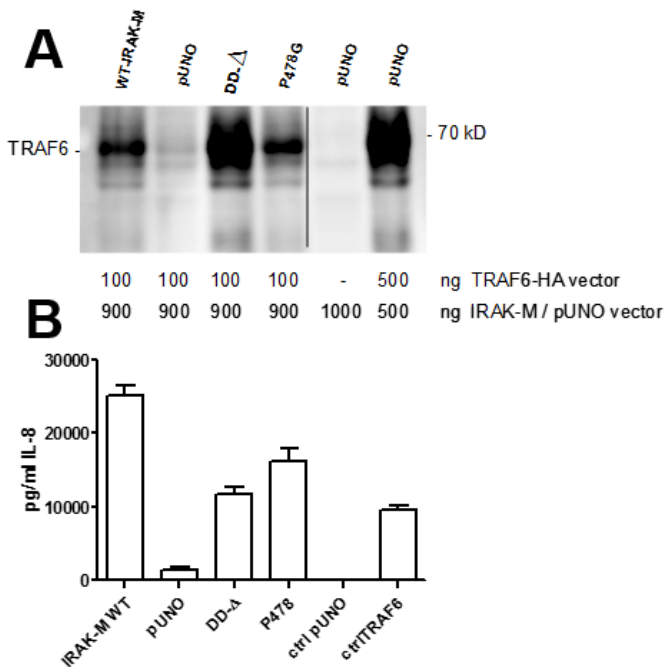 A
WT-IRAK-M pUNO DD-Δ P478G pUNO pUNO
TRAF6 -
- 70 kD
100 100 100 100 - 500 ng TRAF6-HA vector
900 900 900 900 1000 500 ng IRAK-M / pUNO vector
B
30000
20000
10000
0
pg/ml IL-8
IRAK-M WT pUNO DD-Δ P478 ctrl pUNO ctrlTRAF6